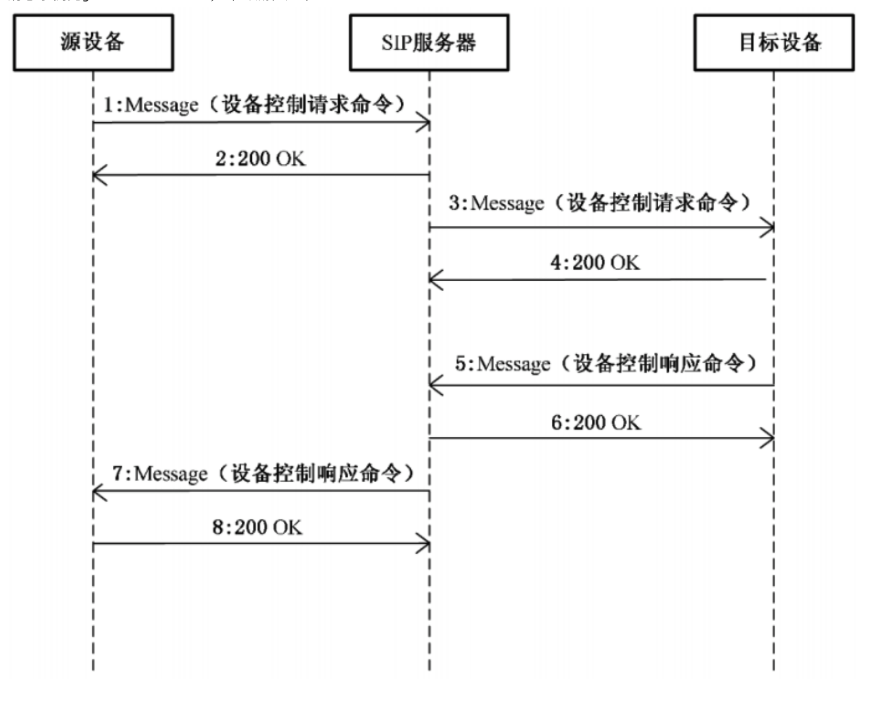 源设备
SIP服务器
目标设备
1:Message（设备控制请求命令）
2:200 OK
3:Message（设备控制请求命令）
4:200 OK
5:Message（设备控制响应命令）
6:200 OK
7:Message（设备控制响应命令）
8:200 OK